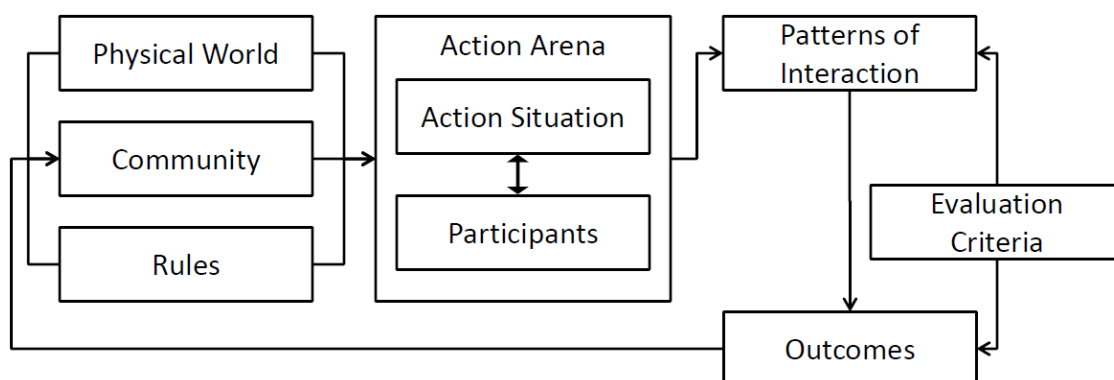 Physical World
Community
Rules
Action Arena
Action Situation
Participants
Patterns of
Interaction
Evaluation
Criteria
Outcomes